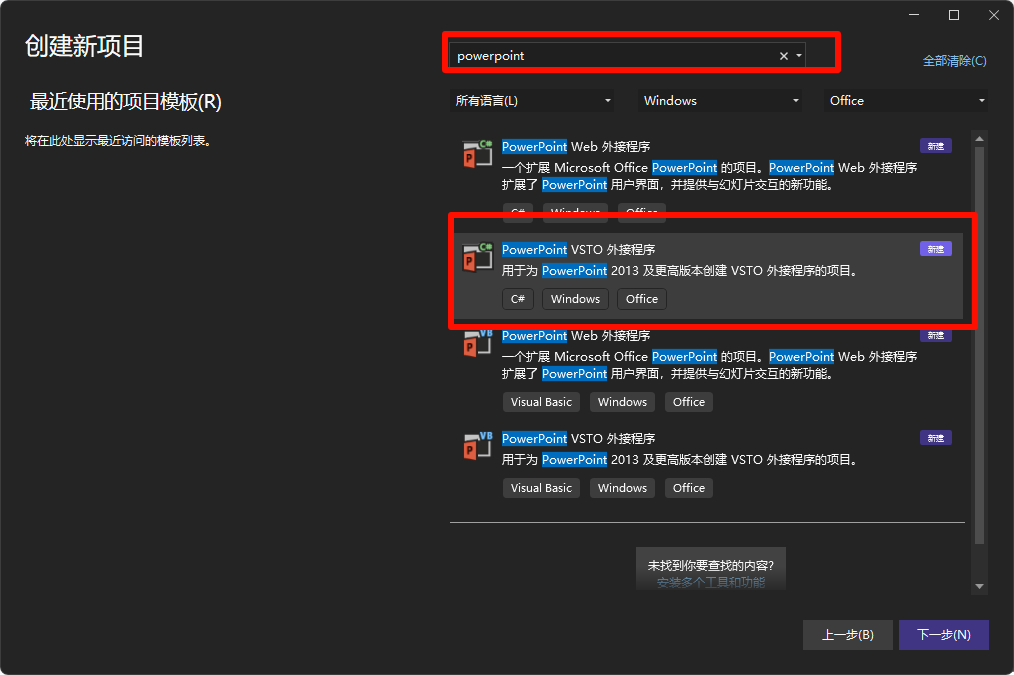 创建新项目
最近使用的项目模板(R)
将在此处显示最近访问的模板列表。
powerpoint
全部清除(C)
所有语言(L)
Windows
Office
PowerPoint Web 外接程序
新建
一个扩展 Microsoft Office PowerPoint 的项目。PowerPoint Web 外接程序
扩展了 PowerPoint 用户界面，并提供与幻灯片交互的新功能。
C#
Windows
Office
PowerPoint VSTO 外接程序
新建
用于为 PowerPoint 2013 及更高版本创建 VSTO 外接程序的项目。
C#
Windows
Office
PowerPoint Web 外接程序
新建
一个扩展 Microsoft Office PowerPoint 的项目。PowerPoint Web 外接程序
扩展了 PowerPoint 用户界面，并提供与幻灯片交互的新功能。
Visual Basic
Windows
Office
PowerPoint VSTO 外接程序
新建
用于为 PowerPoint 2013 及更高版本创建 VSTO 外接程序的项目。
Visual Basic
Windows
Office
未找到你要查找的内容?
安装多个工具和功能
上一步(B)
下一步(N)